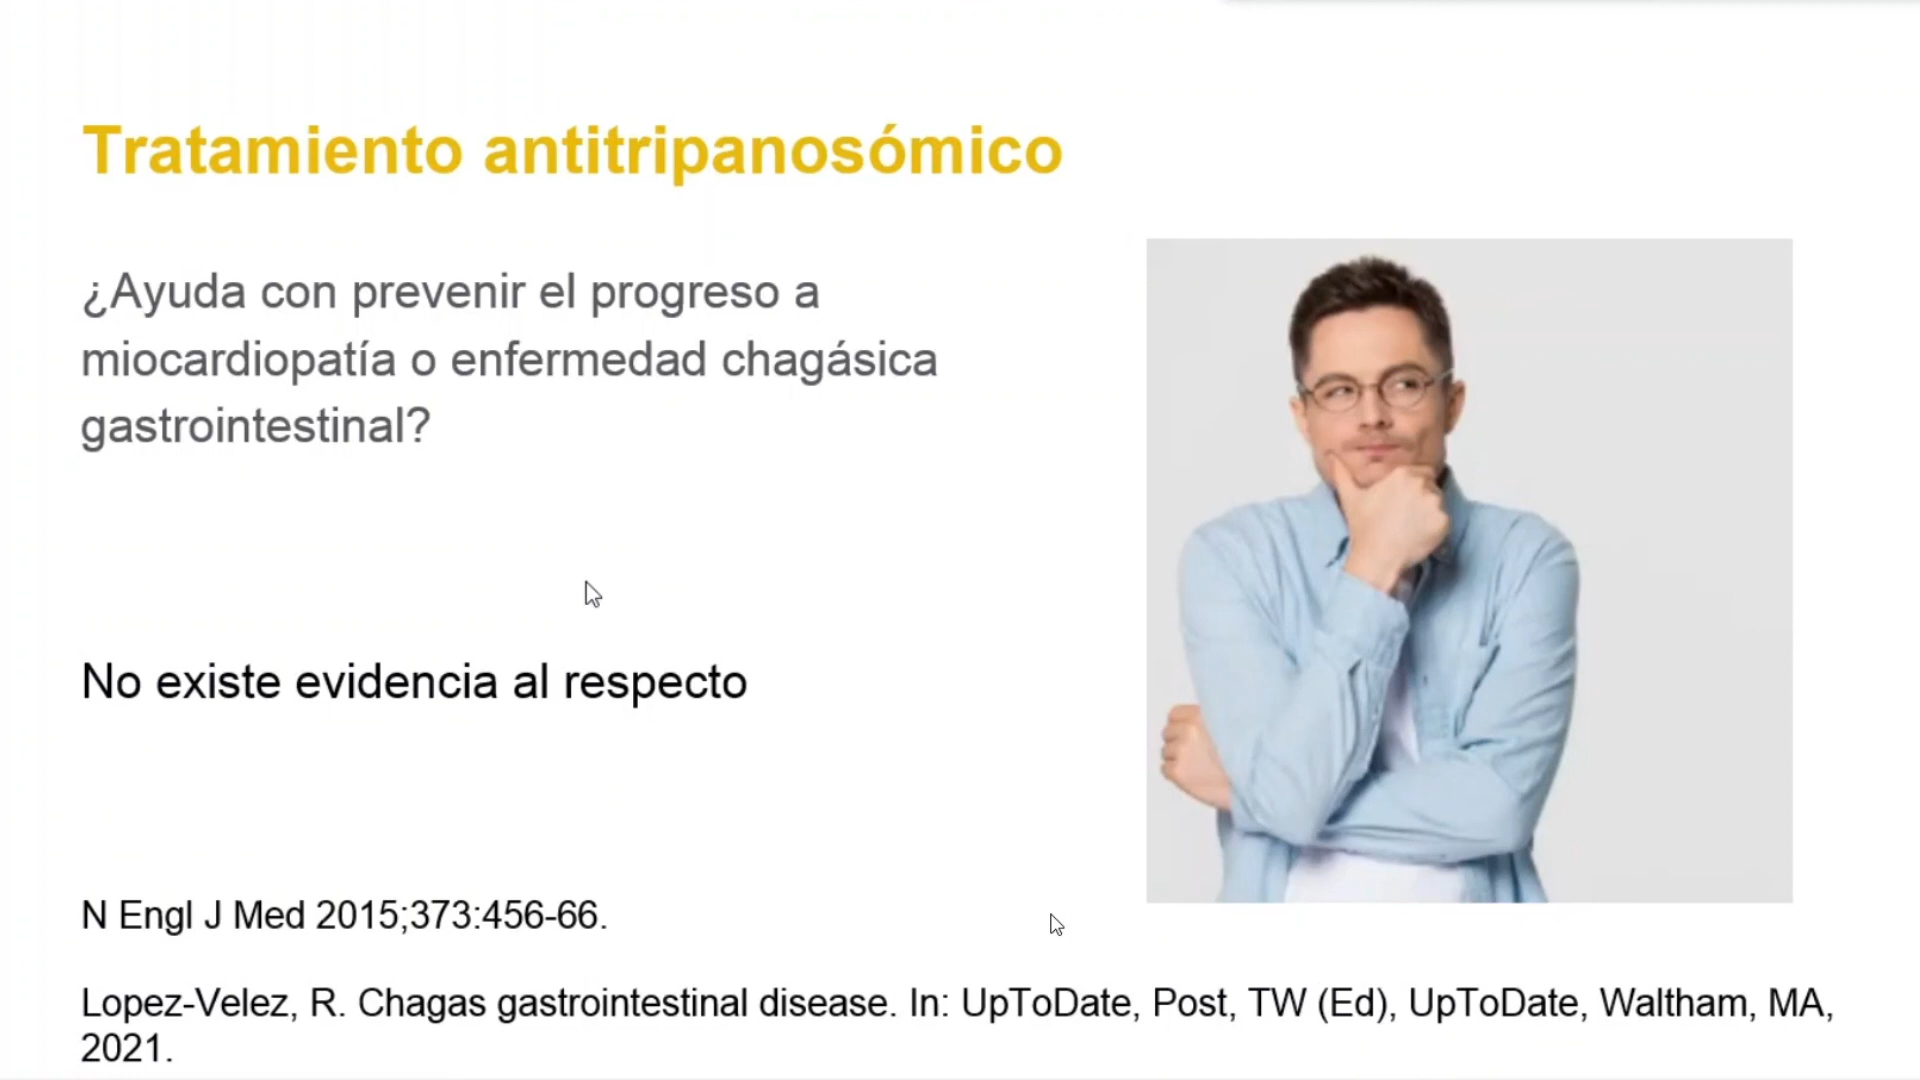 Tratamiento antitripanosómico
¿Ayuda con prevenir el progreso a
miocardiopatía o enfermedad chagásica
gastrointestinal?
No existe evidencia al respecto
N Engl J Med 2015;373:456-66.
Lopez-Velez, R. Chagas gastrointestinal disease. In: UpToDate, Post, TW (Ed), UpToDate, Waltham, MA,
2021.